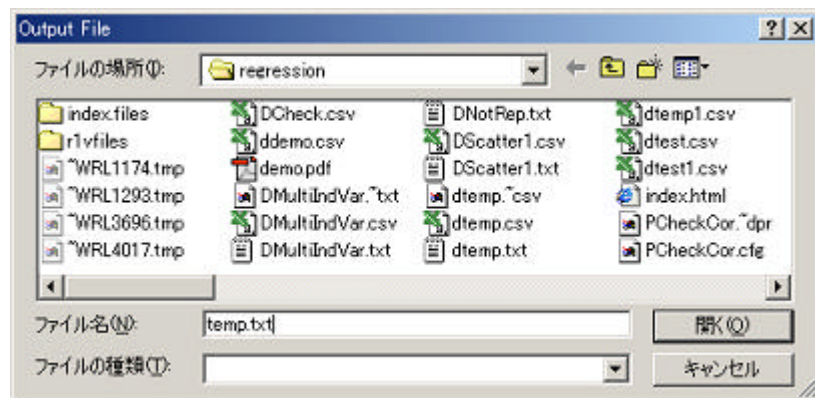 Output File
ファイルの場所(I):
regression
index.files
DCheck.csv
DNotRep.txt
dtemp1.csv
r1vfiles
ddemo.csv
DScatter1.csv
dtest.csv
~WRL1174.tmp
demo.pdf
DScatter1.txt
dtest1.csv
~WRL1293.tmp
DMultiIndVar.~txt
dtemp.~csv
index.html
~WRL3696.tmp
DMultiIndVar.csv
dtemp.csv
PCheckCor.~dpr
~WRL4017.tmp
DMultiIndVar.txt
dtemp.txt
PCheckCor.cfg
ファイル名(N):
temp.txt
開く(O)
ファイルの種類(T):
キャンセル